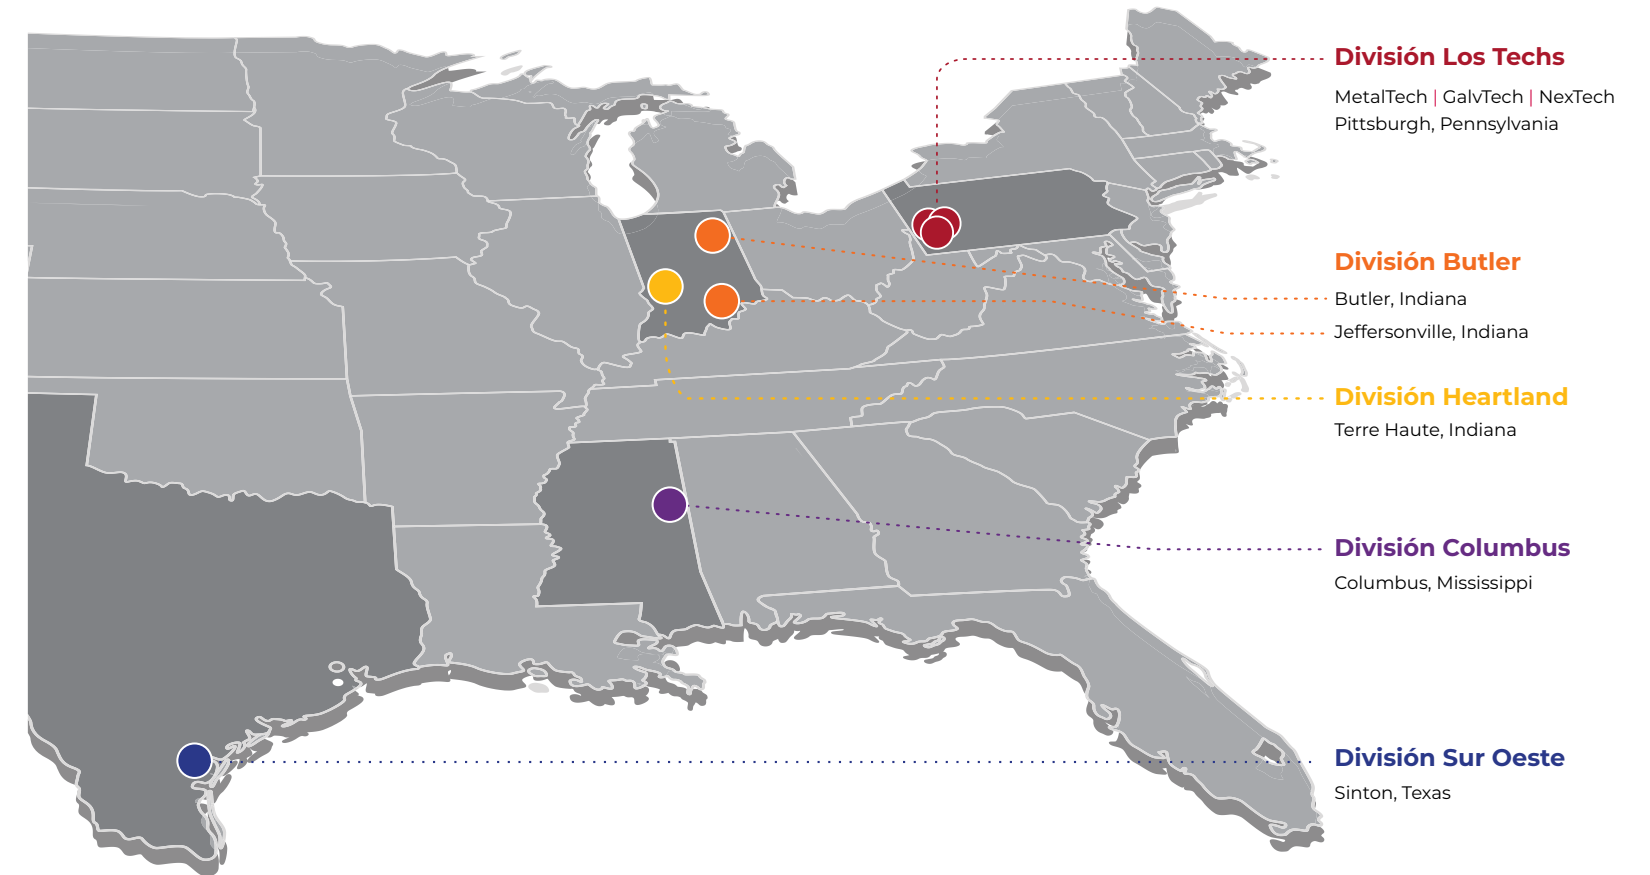 División Los Techs
MetalTech | GalvTech | NexTech
Pittsburgh, Pennsylvania
División Butler
Butler, Indiana
Jeffersonville, Indiana
División Heartland
Terre Haute, Indiana
División Columbus
Columbus, Mississippi
División Sur Oeste
Sinton, Texas